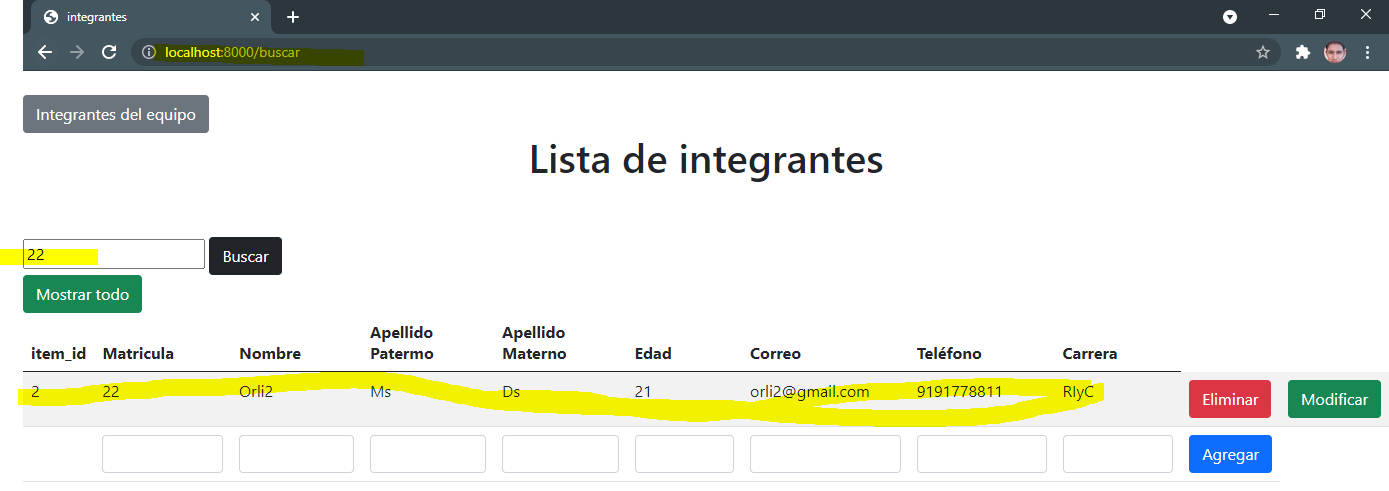 integrantes
localhost:8000/buscar
Integrantes del equipo
Lista de integrantes
22
Buscar
Mostrar todo
item_id Matricula Nombre Apellido Patermo Apellido Materno Edad Correo Teléfono Carrera
2 22 Orli2 Ms Ds 21 orli2@gmail.com 9191778811 RIyC Eliminar Modificar
Agregar